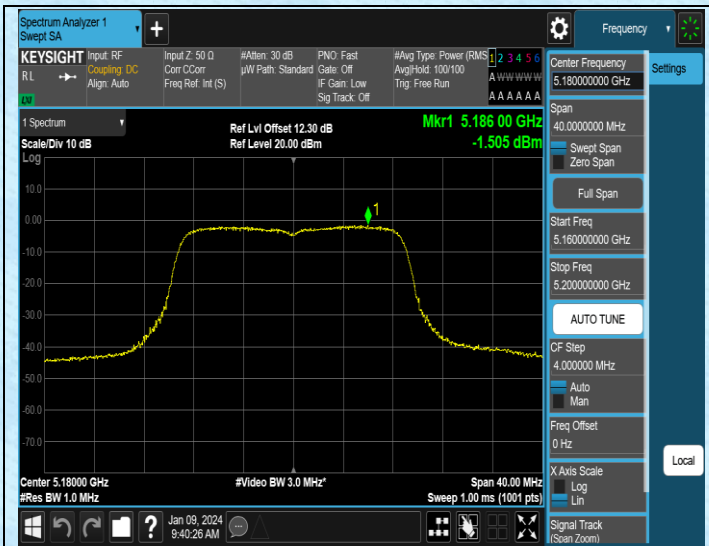 Spectrum Analyzer 1
Swept SA
Frequency
KEYSIGHT
RL
Input: RF
Coupling: DC
Align: Auto
Input Z: 50 Ω
Corr CCorr
Freq Ref: Int (S)
#Atten: 30 dB
µW Path: Standard
PNO: Fast
Gate: Off
IF Gain: Low
Sig Track: Off
#Avg Type: Power (RMS
Avg|Hold: 100/100
Trig: Free Run
1 2 3 4 5 6
A W W W W W
A A A A A A
1 Spectrum
Scale/Div 10 dB
Log
Ref Lvl Offset 12.30 dB
Ref Level 20.00 dBm
Mkr1 5.186 00 GHz
-1.505 dBm
1
10.0
0.00
-10.0
-20.0
-30.0
-40.0
-50.0
-60.0
-70.0
Center 5.18000 GHz
#Res BW 1.0 MHz
#Video BW 3.0 MHz*
Span 40.00 MHz
Sweep 1.00 ms (1001 pts)
Jan 09, 2024
9:40:26 AM
Center Frequency
5.180000000 GHz
Span
40.0000000 MHz
Swept Span
Zero Span
Full Span
Start Freq
5.160000000 GHz
Stop Freq
5.200000000 GHz
AUTO TUNE
CF Step
4.000000 MHz
Auto
Man
Freq Offset
0 Hz
X Axis Scale
Log
Lin
Signal Track
(Span Zoom)
Settings
Local